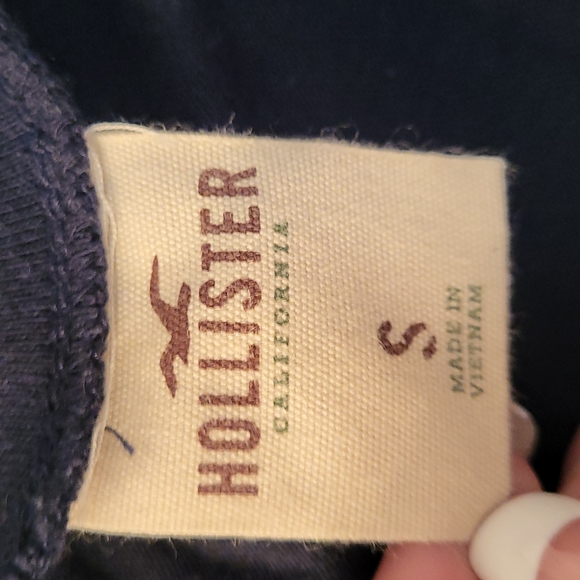 HOLLISTER
CALIFORNIA
S
MADE IN
VIETNAM